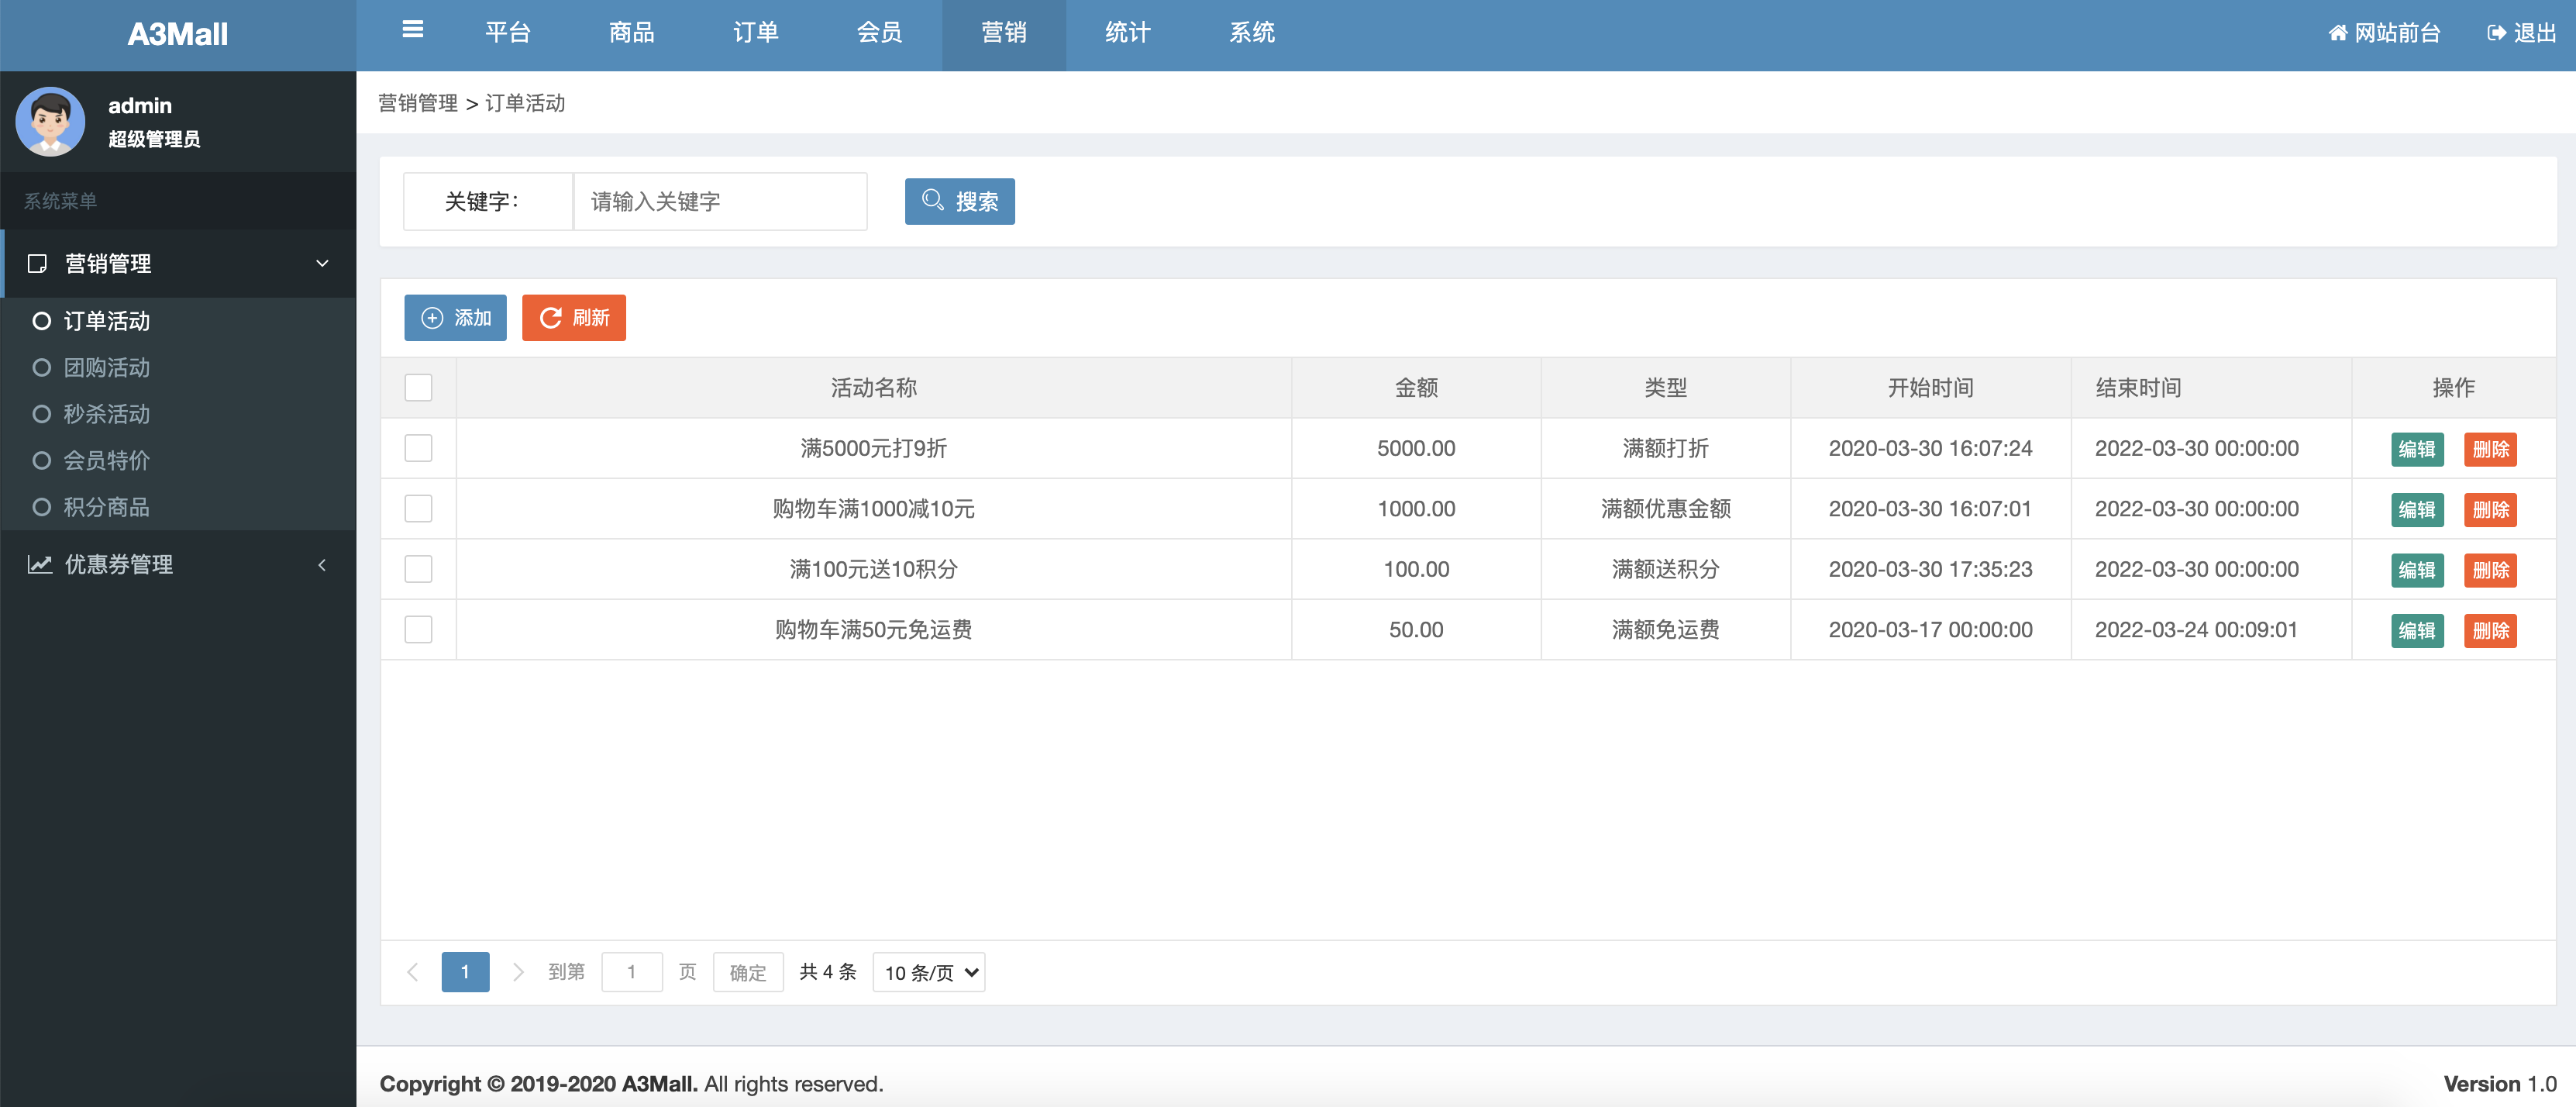 A3Mall
平台 商品 订单 会员 营销 统计 系统 网站前台 退出
admin
超级管理员
系统菜单
营销管理
订单活动
团购活动
秒杀活动
会员特价
积分商品
优惠券管理
营销管理 > 订单活动
关键字: 请输入关键字 搜索
添加 刷新
活动名称 金额 类型 开始时间 结束时间 操作
满5000元打9折 5000.00 满额打折 2020-03-30 16:07:24 2022-03-30 00:00:00 编辑 删除
购物车满1000减10元 1000.00 满额优惠金额 2020-03-30 16:07:01 2022-03-30 00:00:00 编辑 删除
满100元送10积分 100.00 满额送积分 2020-03-30 17:35:23 2022-03-30 00:00:00 编辑 删除
购物车满50元免运费 50.00 满额免运费 2020-03-17 00:00:00 2022-03-24 00:09:01 编辑 删除
1 到第 1 页 确定 共 4 条 10 条/页
Copyright © 2019-2020 A3Mall. All rights reserved. Version 1.0